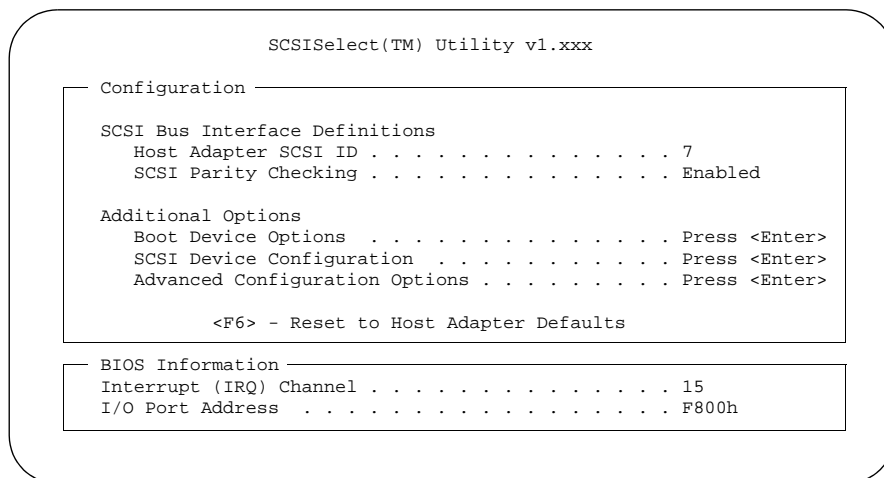 SCSISelect(TM) Utility v1.xxx
Configuration
SCSI Bus Interface Definitions
Host Adapter SCSI ID . . . . . . . . . . . . . . 7
SCSI Parity Checking . . . . . . . . . . . . . . Enabled
Additional Options
Boot Device Options . . . . . . . . . . . . . . Press <Enter>
SCSI Device Configuration . . . . . . . . . . . Press <Enter>
Advanced Configuration Options . . . . . . . . . Press <Enter>
<F6> - Reset to Host Adapter Defaults
BIOS Information
Interrupt (IRQ) Channel . . . . . . . . . . . . . . 15
I/O Port Address . . . . . . . . . . . . . . . . . F800h